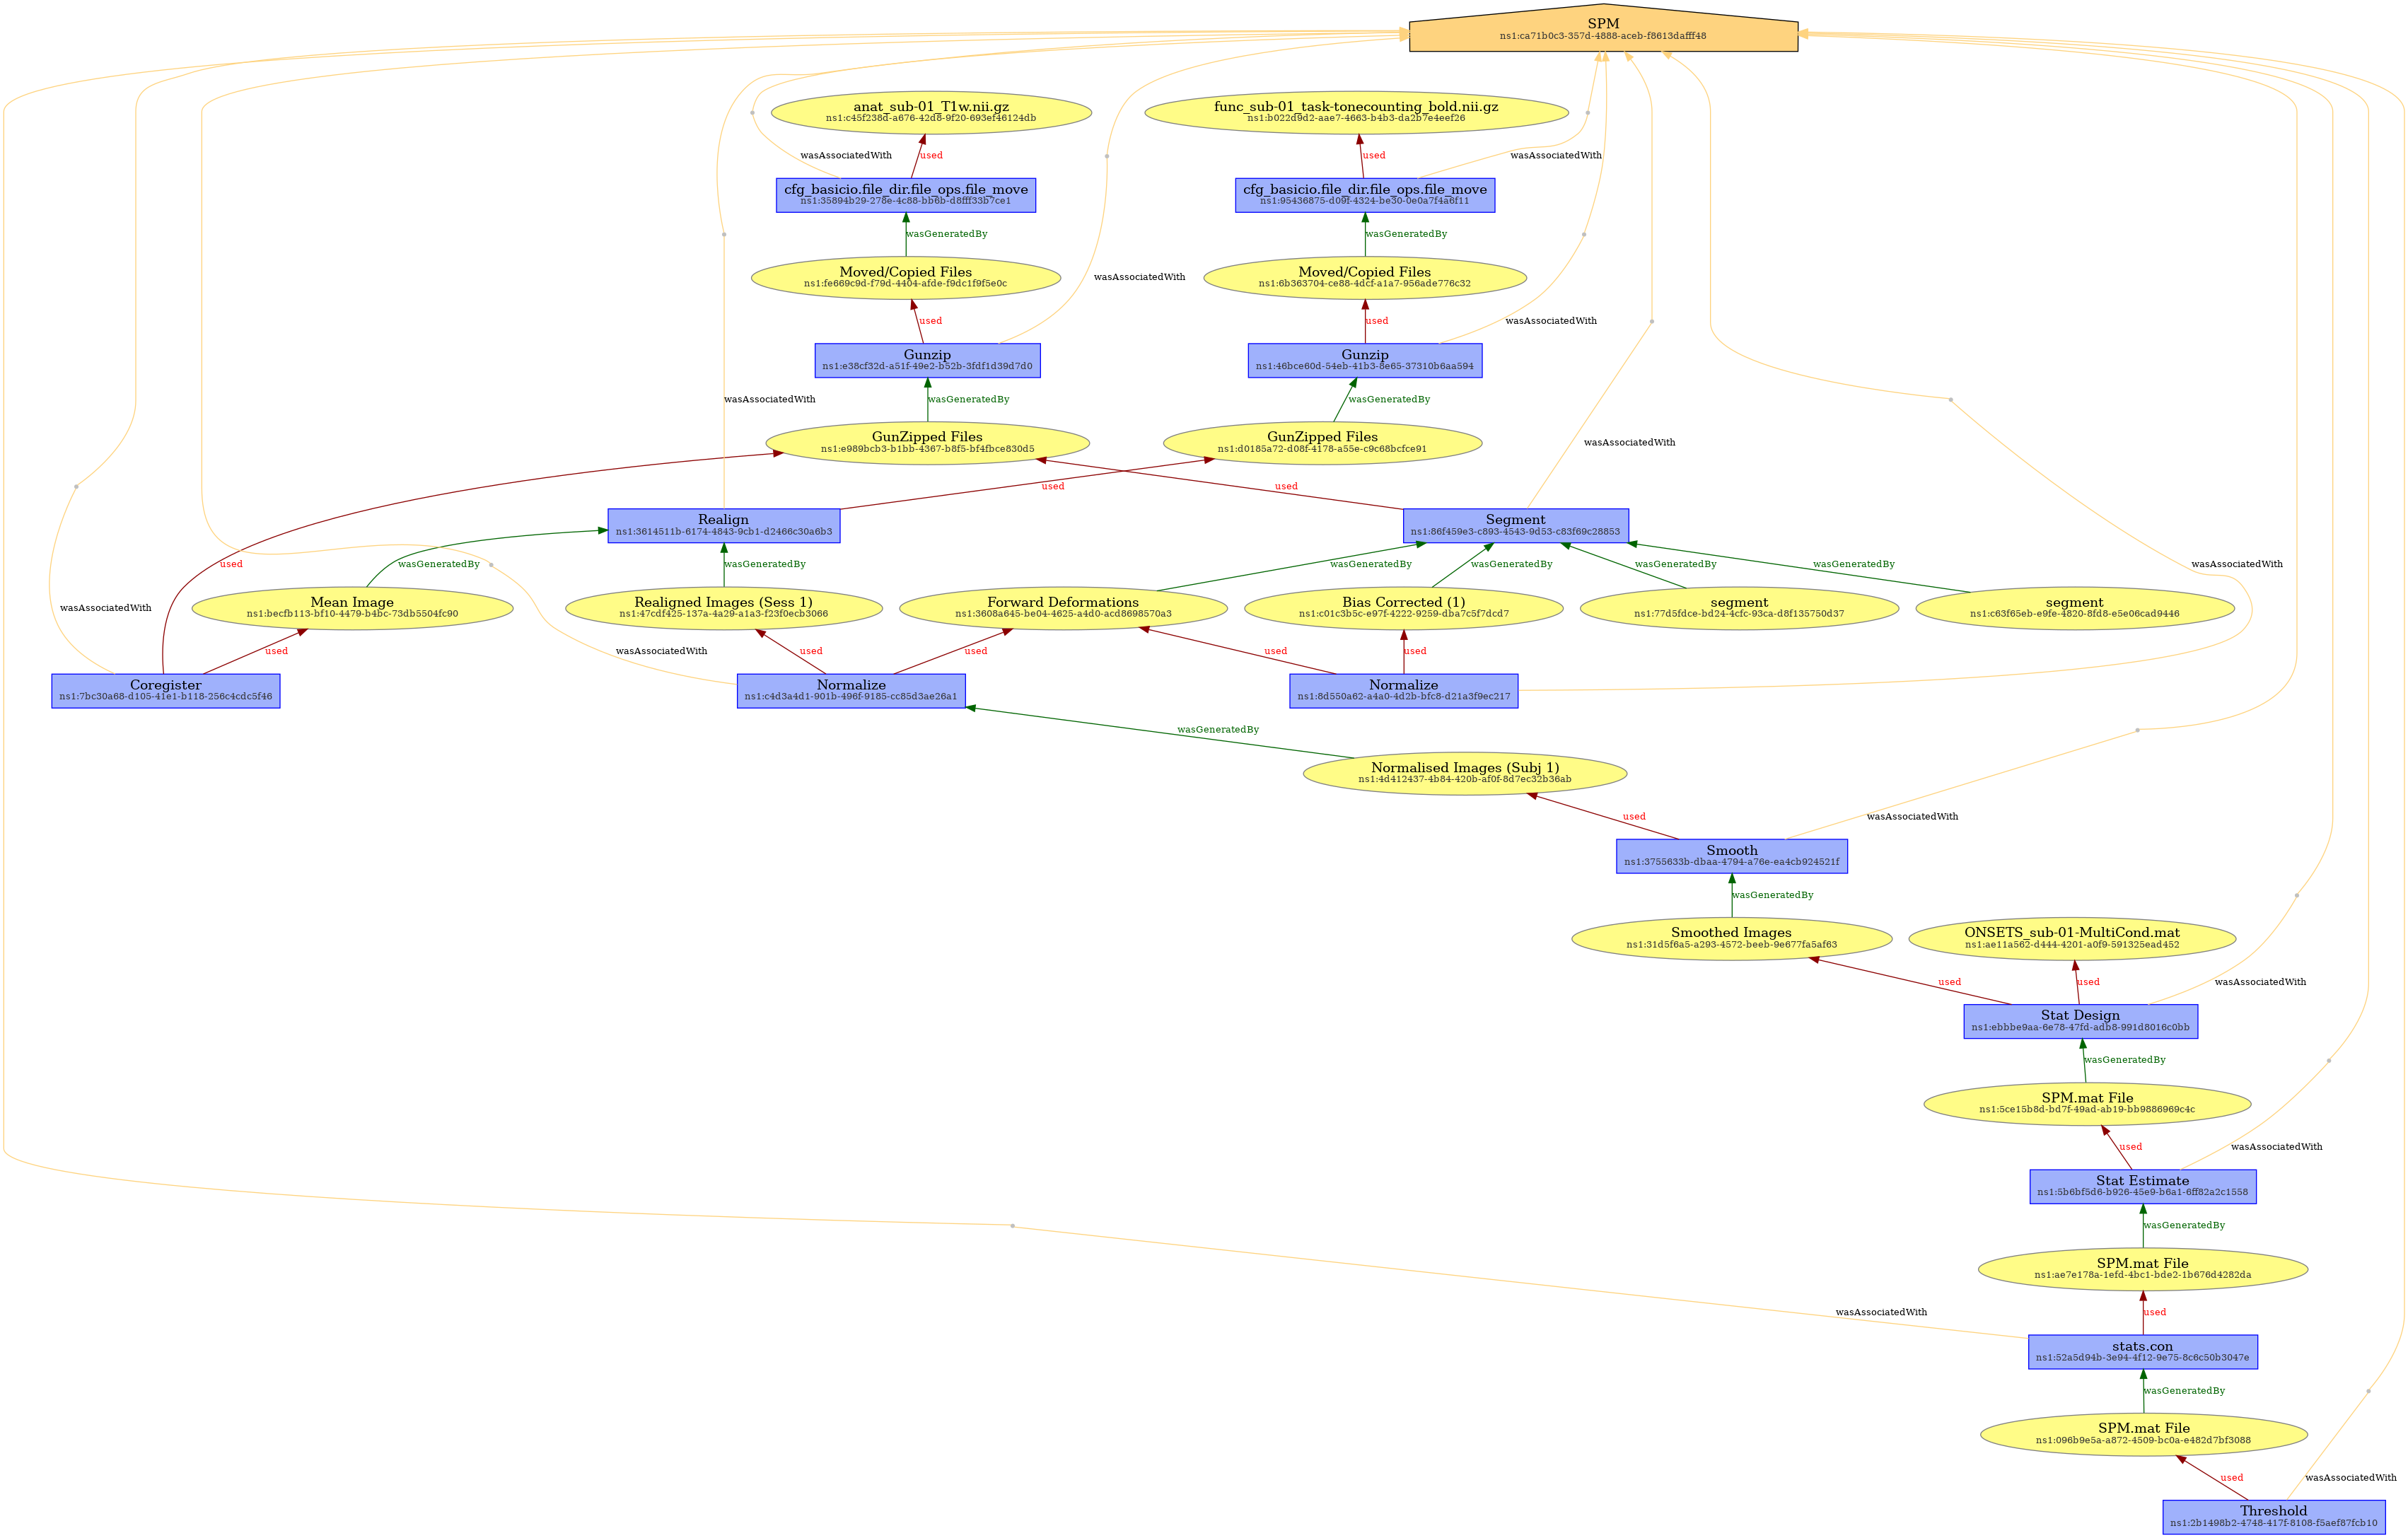 SPM
ns1:ca71b0c3-357d-4888-aceb-f8613dafff48
anat_sub-01_T1w.nii.gz
ns1:c45f238d-a676-42d8-9f20-693ef46124db
func_sub-01_task-tonecounting_bold.nii.gz
ns1:b022d9d2-aae7-4663-b4b3-da2b7e4eef26
wasAssociatedWith
used
used
wasAssociatedWith
cfg_basicio.file_dir.file_ops.file_move
ns1:35894b29-278e-4c88-bb6b-d8fff33b7ce1
cfg_basicio.file_dir.file_ops.file_move
ns1:95436875-d09f-4324-be30-0e0a7f4a6f11
wasGeneratedBy
wasGeneratedBy
Moved/Copied Files
ns1:fe669c9d-f79d-4404-afde-f9dc1f9f5e0c
wasAssociatedWith
Moved/Copied Files
ns1:6b363704-ce88-4dcf-a1a7-956ade776c32
used
used
wasAssociatedWith
Gunzip
ns1:e38cf32d-a51f-49e2-b52b-3fdf1d39d7d0
Gunzip
ns1:46bce60d-54eb-41b3-8e65-37310b6aa594
wasAssociatedWith
wasGeneratedBy
wasGeneratedBy
GunZipped Files
ns1:e989bcb3-b1bb-4367-b8f5-bf4fbce830d5
GunZipped Files
ns1:d0185a72-d08f-4178-a55e-c9c68bcfce91
wasAssociatedWith
used
used
Realign
ns1:3614511b-6174-4843-9cb1-d2466c30a6b3
Segment
ns1:86f459e3-c893-4543-9d53-c83f69c28853
used
wasGeneratedBy
wasGeneratedBy
wasGeneratedBy
wasGeneratedBy
wasGeneratedBy
wasGeneratedBy
wasAssociatedWith
wasAssociatedWith
Mean Image
ns1:becfb113-bf10-4479-b4bc-73db5504fc90
Realigned Images (Sess 1)
ns1:47cdf425-137a-4a29-a1a3-f23f0ecb3066
Forward Deformations
ns1:3608a645-be04-4625-a4d0-acd8698570a3
Bias Corrected (1)
ns1:c01c3b5c-e97f-4222-9259-dba7c5f7dcd7
segment
ns1:77d5fdce-bd24-4cfc-93ca-d8f135750d37
segment
ns1:c63f65eb-e9fe-4820-8fd8-e5e06cad9446
used
wasAssociatedWith
used
used
used
used
Coregister
ns1:7bc30a68-d105-41e1-b118-256c4cdc5f46
Normalize
ns1:c4d3a4d1-901b-496f-9185-cc85d3ae26a1
Normalize
ns1:8d550a62-a4a0-4d2b-bfc8-d21a3f9ec217
wasGeneratedBy
Normalised Images (Subj 1)
ns1:4d412437-4b84-420b-af0f-8d7ec32b36ab
used
wasAssociatedWith
Smooth
ns1:3755633b-dbaa-4794-a76e-ea4cb924521f
wasGeneratedBy
Smoothed Images
ns1:31d5f6a5-a293-4572-beeb-9e677fa5af63
ONSETS_sub-01-MultiCond.mat
ns1:ae11a562-d444-4201-a0f9-591325ead452
used
used
wasAssociatedWith
Stat Design
ns1:ebbbe9aa-6e78-47fd-adb8-991d8016c0bb
wasGeneratedBy
SPM.mat File
ns1:5ce15b8d-bd7f-49ad-ab19-bb9886969c4c
used
wasAssociatedWith
Stat Estimate
ns1:5b6bf5d6-b926-45e9-b6a1-6ff82a2c1558
wasGeneratedBy
SPM.mat File
ns1:ae7e178a-1efd-4bc1-bde2-1b676d4282da
wasAssociatedWith
used
stats.con
ns1:52a5d94b-3e94-4f12-9e75-8c6c50b3047e
wasGeneratedBy
SPM.mat File
ns1:096b9e5a-a872-4509-bc0a-e482d7bf3088
used
wasAssociatedWith
Threshold
ns1:2b1498b2-4748-417f-8108-f5aef87fcb10